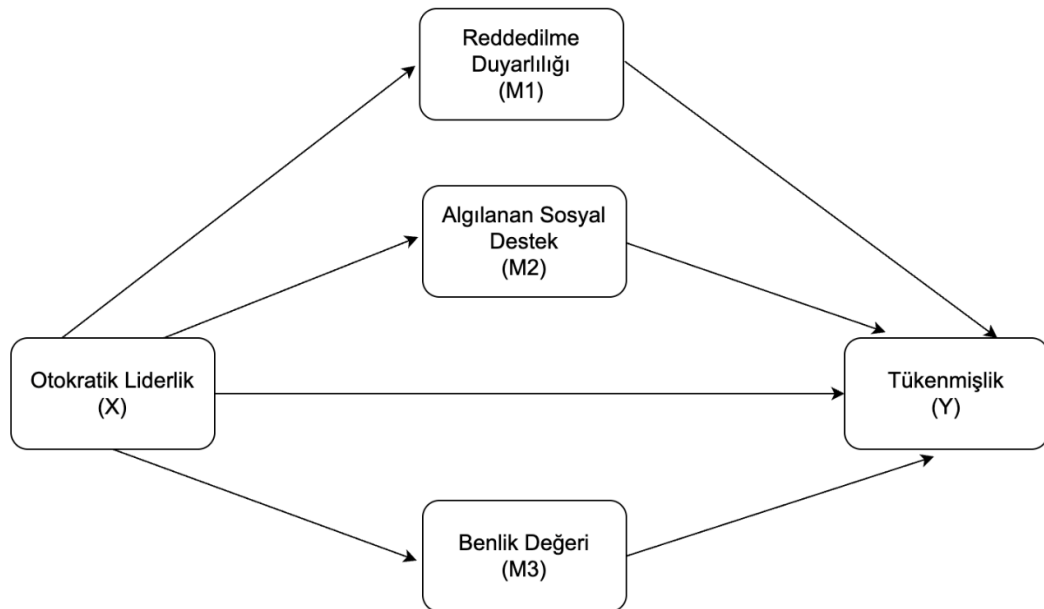 Reddedilme
Duyarlılığı
(M1)
Algılanan Sosyal
Destek
(M2)
Otokratik Liderlik
(X)
Tükenmişlik
(Y)
Benlik Değeri
(M3)